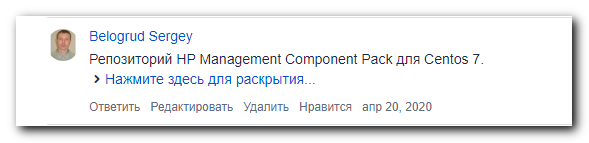 Belogrud Sergey
Репозиторий HP Management Component Pack для Centos 7.
Нажмите здесь для раскрытия...
Ответить Редактировать Удалить Нравится апр 20, 2020